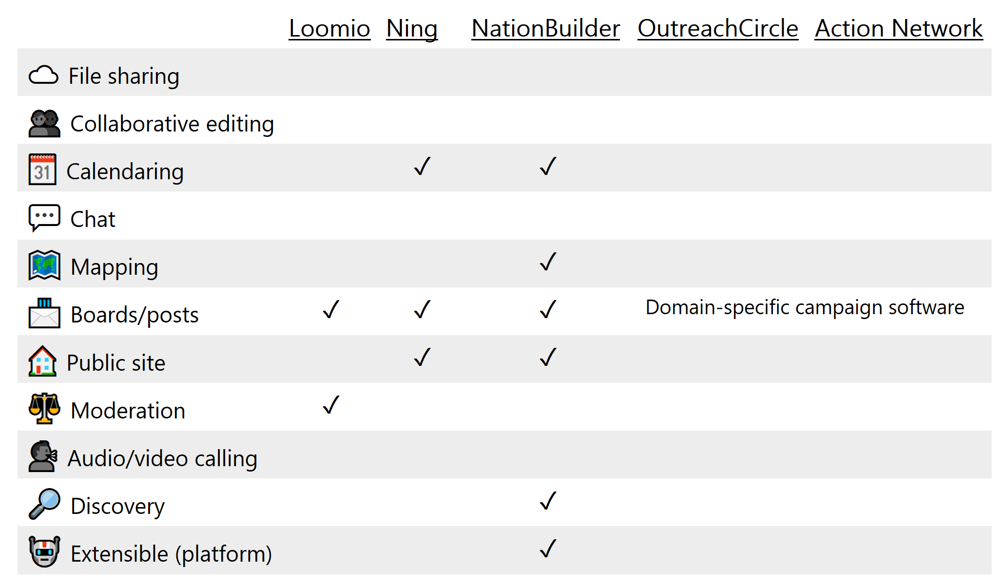 Loomio Ning NationBuilder OutreachCircle Action Network
File sharing
Collaborative editing
31 Calendaring ✓ ✓
Chat
Mapping ✓
Boards/posts ✓ ✓ ✓ Domain-specific campaign software
Public site ✓ ✓
Moderation ✓
Audio/video calling
Discovery ✓
Extensible (platform) ✓